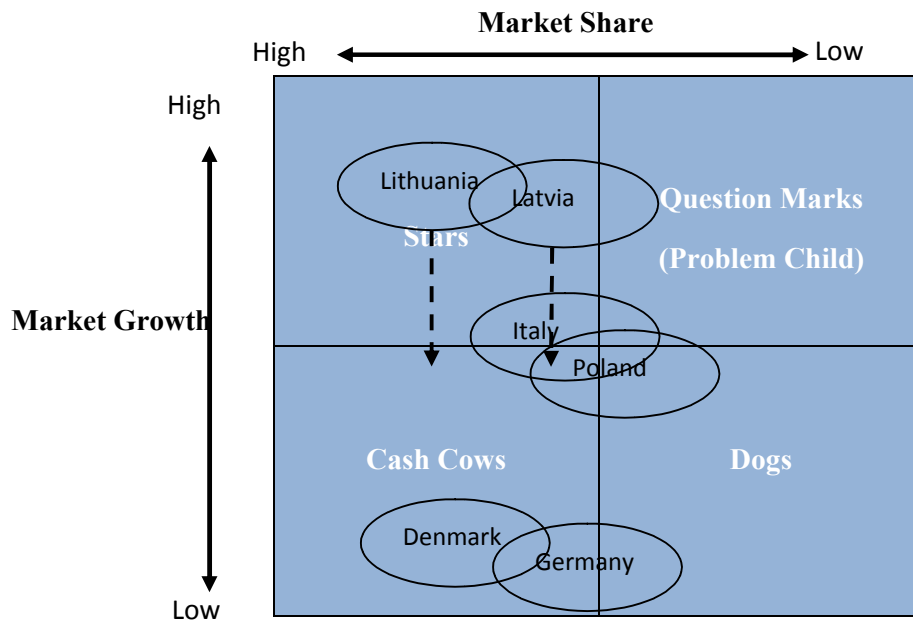 Market Share
High
Low
High
Lithuania
Latvia
Question Marks
Stars
(Problem Child)
Market Growth
Italy
Poland
Cash Cows
Dogs
Denmark
Germany
Low